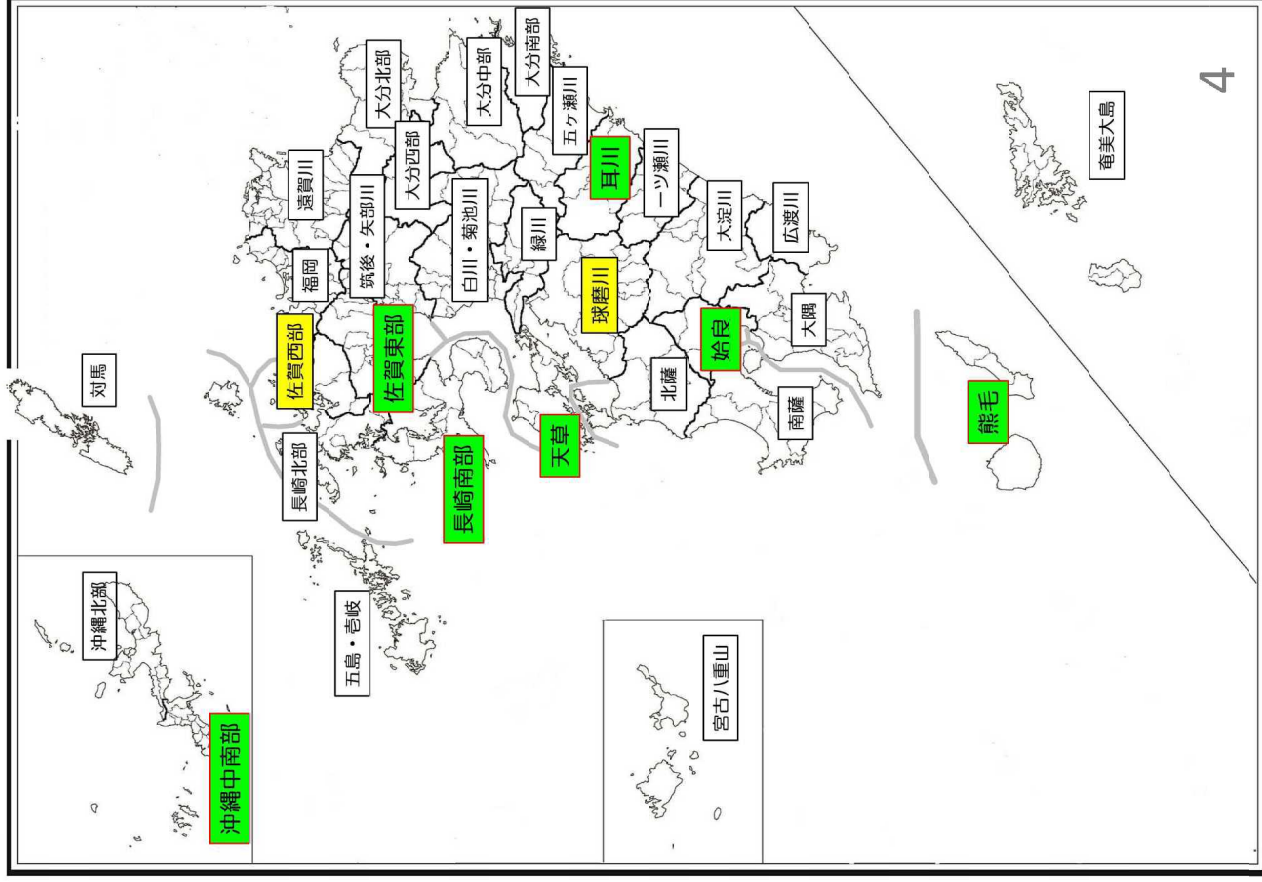 対馬
福岡
遠賀川
大分北部
佐賀西部
筑後・矢部川
大分西部
長崎北部
佐賀東部
白川・菊池川
大分中部
大分南部
五島・壱岐
長崎南部
緑川
五ヶ瀬川
天草
球磨川
耳川
一ツ瀬川
北薩
姶良
大淀川
広渡川
南薩
大隅
熊毛
奄美大島
沖縄北部
沖縄中南部
宮古八重山
4